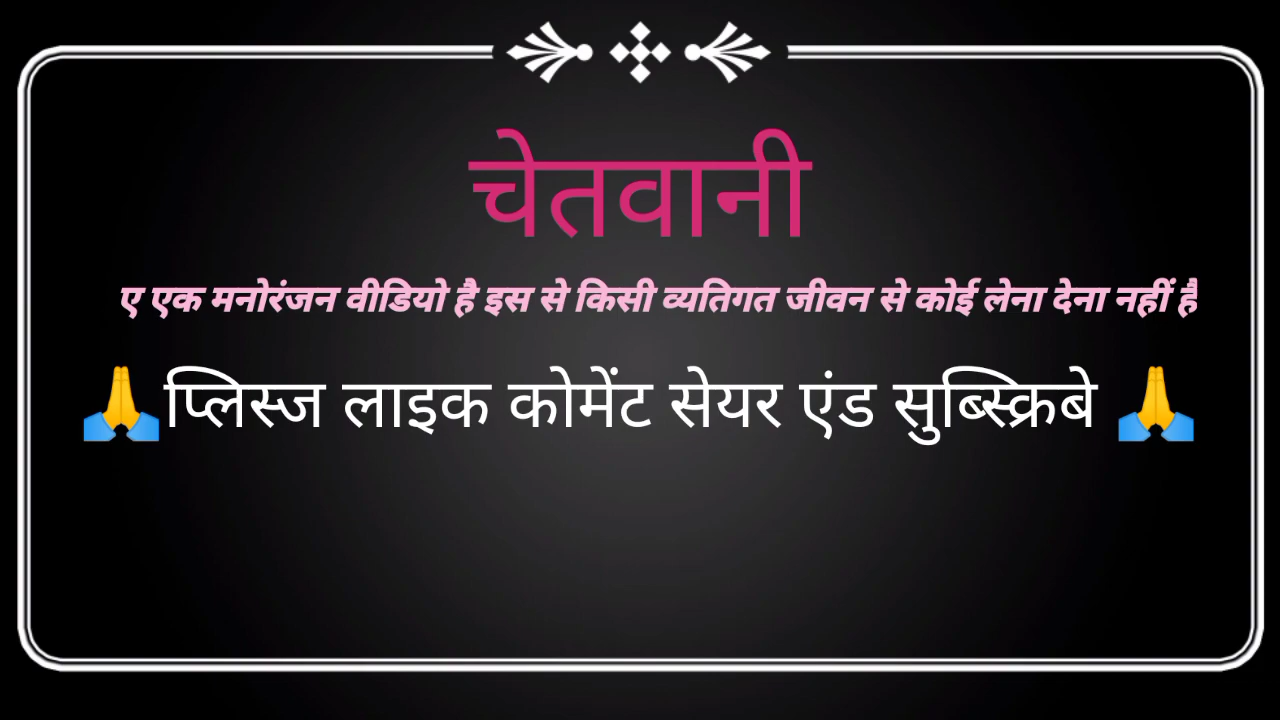 चेतवानी
ए एक मनोरंजन वीडियो है इस से किसी व्यतिगत जीवन से कोई लेना देना नहीं है
🙏प्लिस्ज लाइक कोमेंट सेयर एंड सुब्स्क्रिबे 🙏